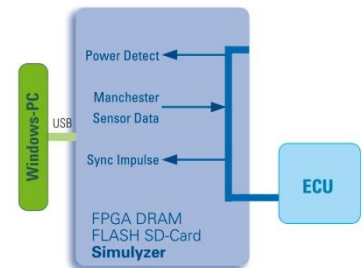 Windows-PC
USB
Power Detect
Manchester
Sensor Data
Sync Impulse
FPGA DRAM
FLASH SD-Card
Simulyzer
ECU